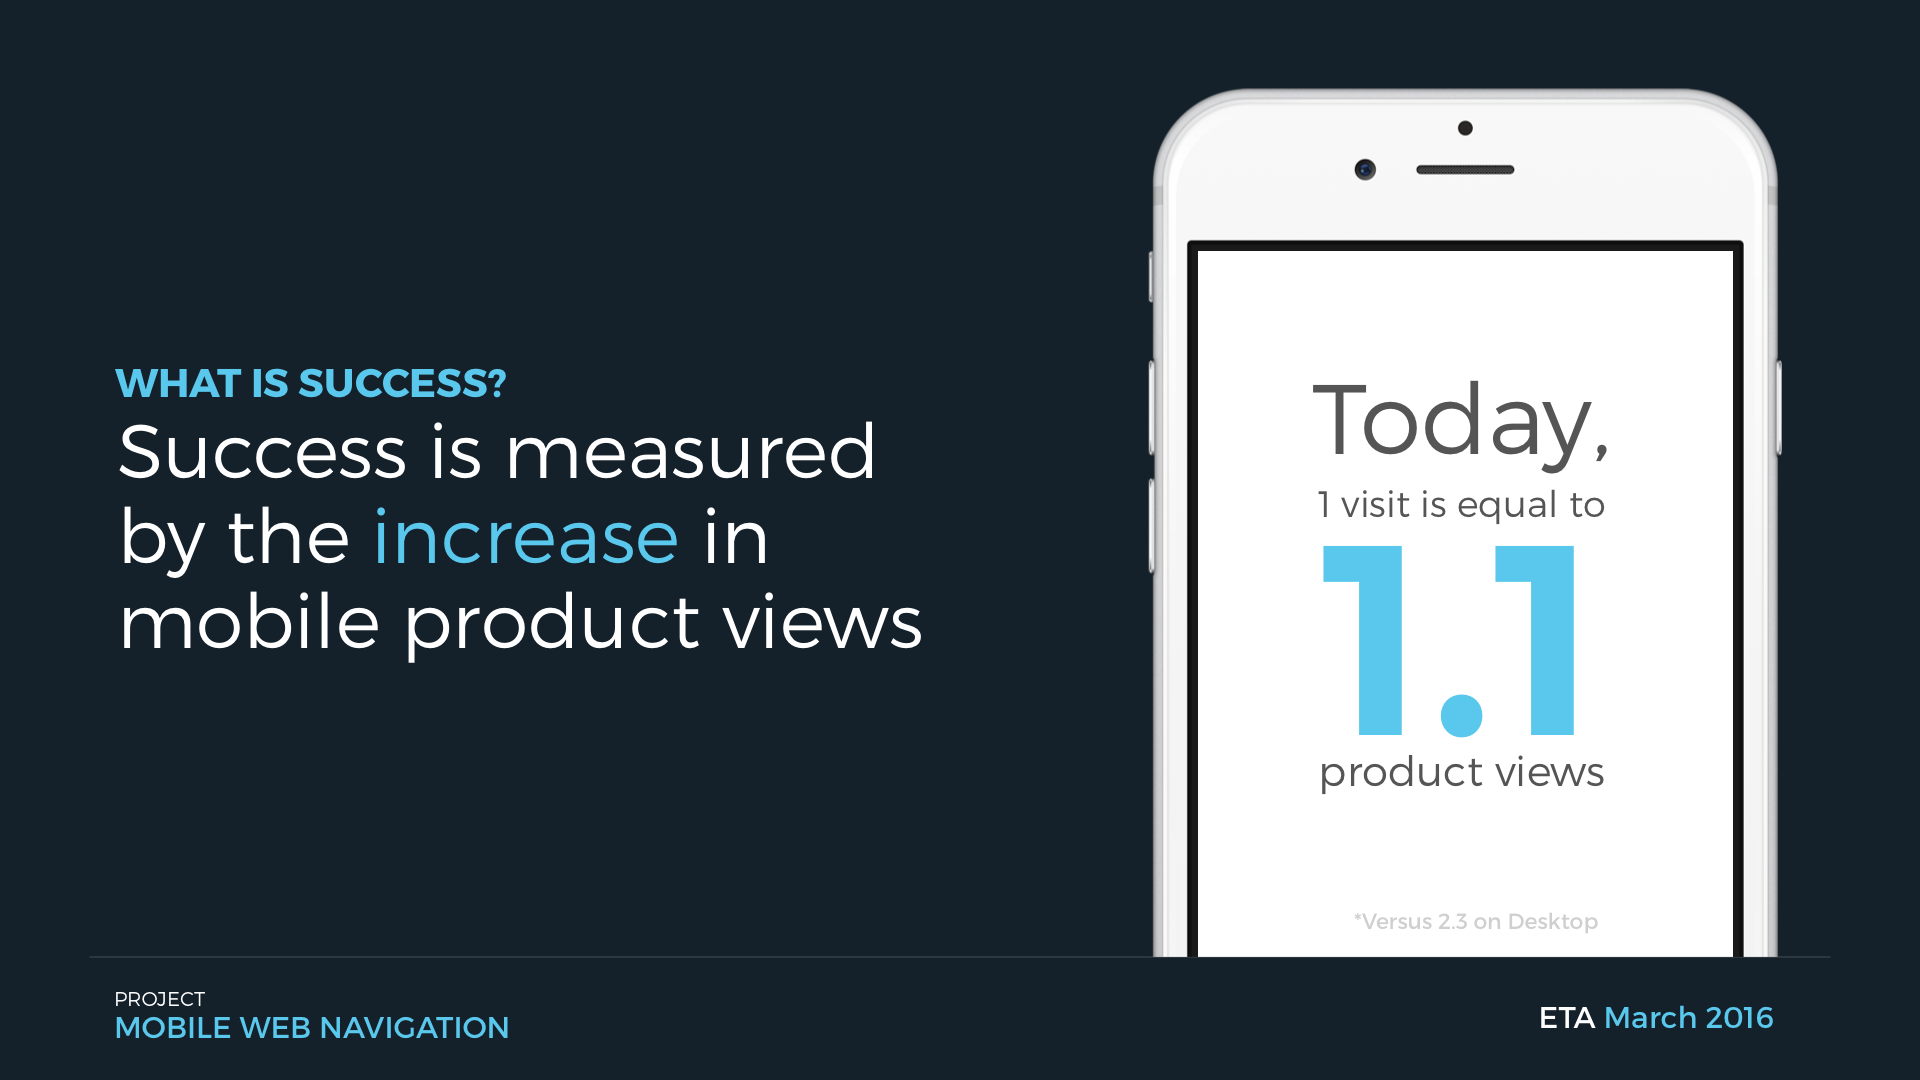 WHAT IS SUCCESS?
Success is measured
by the increase in
mobile product views
Today,
1 visit is equal to
1.1
product views
*Versus 2.3 on Desktop
PROJECT
MOBILE WEB NAVIGATION
ETA March 2016